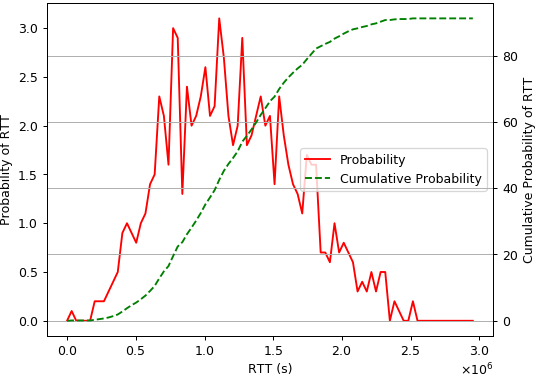 3.0
2.5
2.0
1.5
1.0
0.5
0.0
Probability of RTT
80
60
40
20
0
Cumulative Probability of RTT
Probability
Cumulative Probability
0.0 0.5 1.0 1.5 2.0 2.5 3.0
RTT (s)
×10⁶